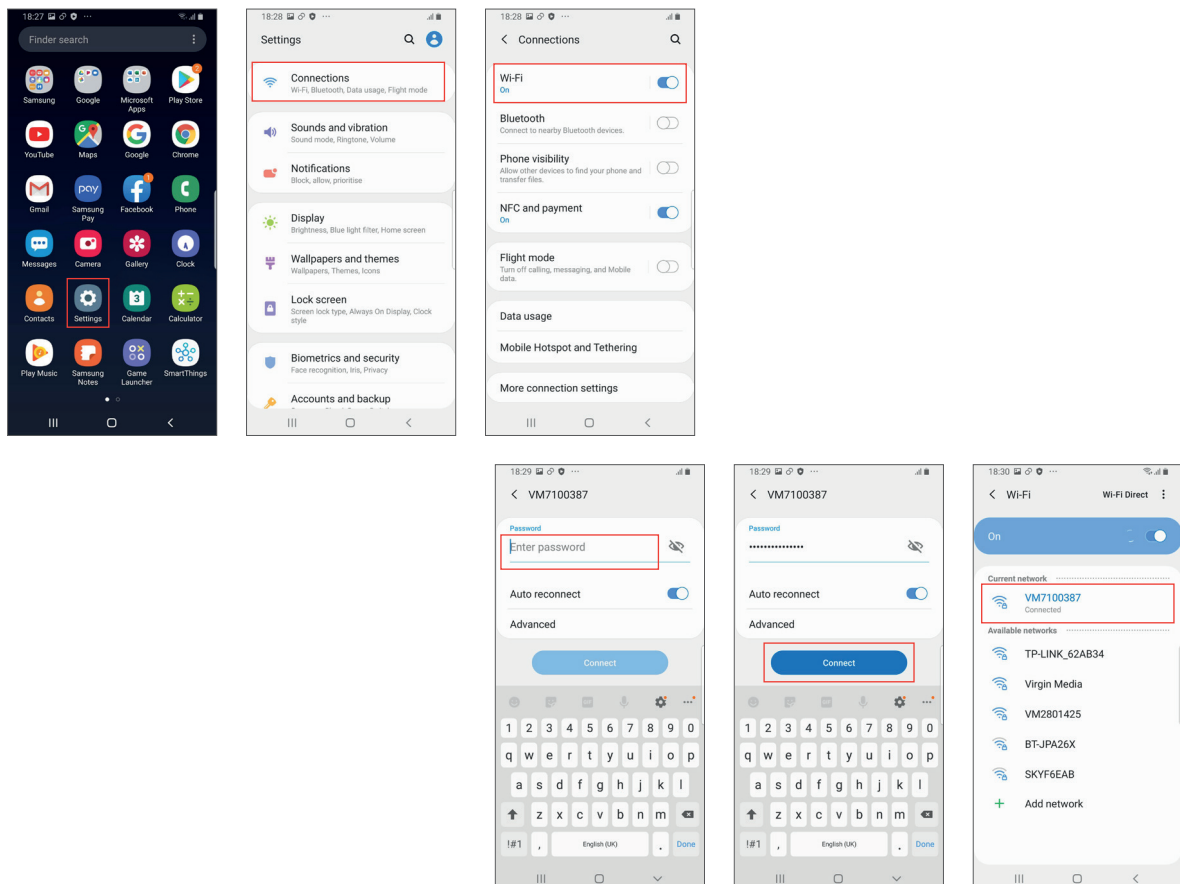 18:27
Finder search
Samsung Google Microsoft Apps Play Store
2
YouTube Maps Google Chrome
pay
1
Gmail Samsung Pay Facebook Phone
Messages Camera Gallery Clock
3
Contacts Settings Calendar Calculator
Play Music Samsung Notes Game Launcher SmartThings
18:28
Settings
Connections
Wi-Fi, Bluetooth, Data usage, Flight mode
Sounds and vibration
Sound mode, Ringtone, Volume
Notifications
Block, allow, prioritise
Display
Brightness, Blue light filter, Home screen
Wallpapers and themes
Wallpapers, Themes, Icons
Lock screen
Screen lock type, Always On Display, Clock
style
Biometrics and security
Face recognition, Iris, Privacy
Accounts and backup
18:28
Connections
Wi-Fi
On
Bluetooth
Connect to nearby Bluetooth devices.
Phone visibility
Allow other devices to find your phone and
transfer files.
NFC and payment
On
Flight mode
Turn off calling, messaging, and Mobile
data.
Data usage
Mobile Hotspot and Tethering
More connection settings
18:29
VM7100387
Password
Enter password
Auto reconnect
Advanced
Connect
1 2 3 4 5 6 7 8 9 0
q w e r t y u i o p
a s d f g h j k l
z x c v b n m
!#1 , English (UK) . Done
18:29
VM7100387
Password
•••••••••••••••
Auto reconnect
Advanced
Connect
1 2 3 4 5 6 7 8 9 0
q w e r t y u i o p
a s d f g h j k l
z x c v b n m
!#1 , English (UK) . Done
18:30
Wi-Fi Wi-Fi Direct
On
Current network
VM7100387
Connected
Available networks
TP-LINK_62AB34
Virgin Media
VM2801425
BT-JPA26X
SKYF6EAB
+ Add network